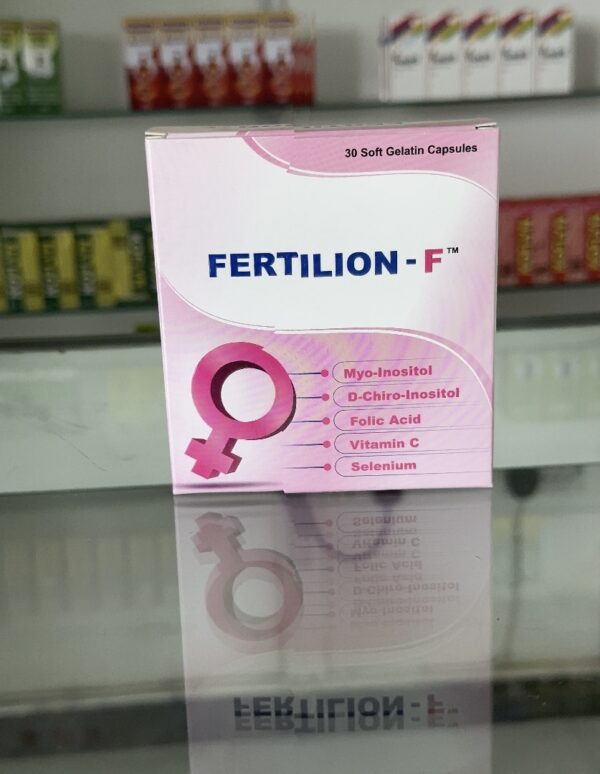 30 Soft Gelatin Capsules
FERTILION - F™
Myo-Inositol
D-Chiro-Inositol
Folic Acid
Vitamin C
Selenium